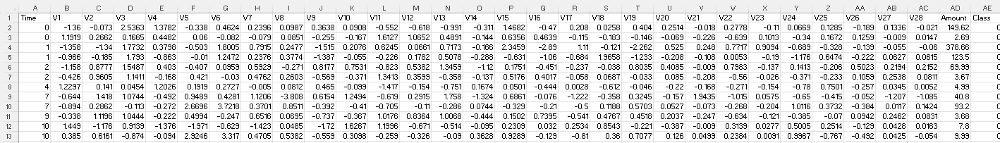 A B C D E F G H I J K L M N O P Q R S T U V W X Y Z AA AB AC AD AE
1 Time V1 V2 V3 V4 V5 V6 V7 V8 V9 V10 V11 V12 V13 V14 V15 V16 V17 V18 V19 V20 V21 V22 V23 V24 V25 V26 V27 V28 Amount Class
2 0 -1.36 -0.073 2.5363 1.3782 -0.338 0.4624 0.2396 0.0987 0.3638 0.0908 -0.552 -0.618 -0.991 -0.311 1.4682 -0.47 0.208 0.0258 0.404 0.2514 -0.018 0.2778 -0.11 0.0669 0.1285 -0.189 0.1336 -0.021 149.62
3 0 1.1919 0.2662 0.1665 0.4482 0.06 -0.082 -0.079 0.0851 -0.255 -0.167 1.6127 1.0652 0.4891 -0.144 0.6356 0.4639 -0.115 -0.183 -0.146 -0.069 -0.226 -0.639 0.1013 -0.34 0.1672 0.1259 -0.009 0.0147 2.69
4 1 -1.358 -1.34 1.7732 0.3798 -0.503 1.8005 0.7915 0.2477 -1.515 0.2076 0.6245 0.0661 0.7173 -0.166 2.3459 -2.89 1.11 -0.121 -2.262 0.525 0.248 0.7717 0.9094 -0.689 -0.328 -0.139 -0.055 -0.06 378.66
5 1 -0.966 -0.185 1.793 -0.863 -0.01 1.2472 0.2376 0.3774 -1.387 -0.055 -0.226 0.1782 0.5078 -0.288 -0.631 -1.06 -0.684 1.9658 -1.233 -0.208 -0.108 0.0053 -0.19 -1.176 0.6474 -0.222 0.0627 0.0615 123.5
6 2 -1.158 0.8777 1.5487 0.403 -0.407 0.0959 0.5929 -0.271 0.8177 0.7531 -0.823 0.5382 1.3459 -1.12 0.1751 -0.451 -0.237 -0.038 0.8035 0.4085 -0.009 0.7983 -0.137 0.1413 -0.206 0.5023 0.2194 0.2152 69.99
7 2 -0.426 0.9605 1.1411 -0.168 0.421 -0.03 0.4762 0.2603 -0.569 -0.371 1.3413 0.3599 -0.358 -0.137 0.5176 0.4017 -0.058 0.0687 -0.033 0.085 -0.208 -0.56 -0.026 -0.371 -0.233 0.1059 0.2538 0.0811 3.67
8 4 1.2297 0.141 0.0454 1.2026 0.1919 0.2727 -0.005 0.0812 0.465 -0.099 -1.417 -0.154 -0.751 0.1674 0.0501 -0.444 0.0028 -0.612 -0.046 -0.22 -0.168 -0.271 -0.154 -0.78 0.7501 -0.257 0.0345 0.0052 4.99
9 7 -0.644 1.418 1.0744 -0.492 0.9489 0.4281 1.1206 -3.808 0.6154 1.2494 -0.619 0.2915 1.758 -1.324 0.6861 -0.076 -1.222 -0.358 0.3245 -0.157 1.9435 -1.015 0.0575 -0.65 -0.415 -0.052 -1.207 -1.085 40.8
10 7 -0.894 0.2862 -0.113 -0.272 2.6696 3.7218 0.3701 0.8511 -0.392 -0.41 -0.705 -0.11 -0.286 0.0744 -0.329 -0.21 -0.5 0.1188 0.5703 0.0527 -0.073 -0.268 -0.204 1.0116 0.3732 -0.384 0.0117 0.1424 93.2
11 9 -0.338 1.1196 1.0444 -0.222 0.4994 -0.247 0.6516 0.0695 -0.737 -0.367 1.0176 0.8364 1.0068 -0.444 0.1502 0.7395 -0.541 0.4767 0.4518 0.2037 -0.247 -0.634 -0.121 -0.385 -0.07 0.0942 0.2462 0.0831 3.68
12 10 1.449 -1.176 0.9139 -1.376 -1.971 -0.629 -1.423 0.0485 -1.72 1.6267 1.1996 -0.671 -0.514 -0.095 0.2309 0.032 0.2534 0.8543 -0.221 -0.387 -0.009 0.3139 0.0277 0.5005 0.2514 -0.129 0.0428 0.0163 7.8
13 10 0.385 0.6161 -0.874 -0.094 2.9246 3.317 0.4705 0.5382 -0.559 0.3098 -0.259 -0.326 -0.09 0.3628 0.9289 -0.129 -0.81 0.36 0.7077 0.126 0.0499 0.2384 0.0091 0.9967 -0.767 -0.492 0.0425 -0.054 9.99